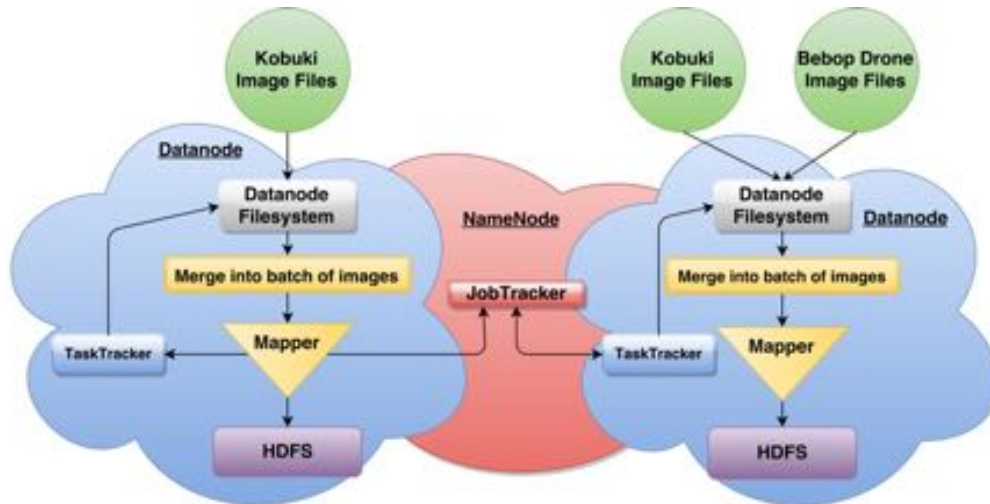 Kobuki
Image Files
Kobuki
Image Files
Bebop Drone
Image Files
Datanode
Datanode
Filesystem
Merge into batch of images
TaskTracker
Mapper
HDFS
NameNode
JobTracker
Datanode
Datanode
Filesystem
Merge into batch of images
TaskTracker
Mapper
HDFS